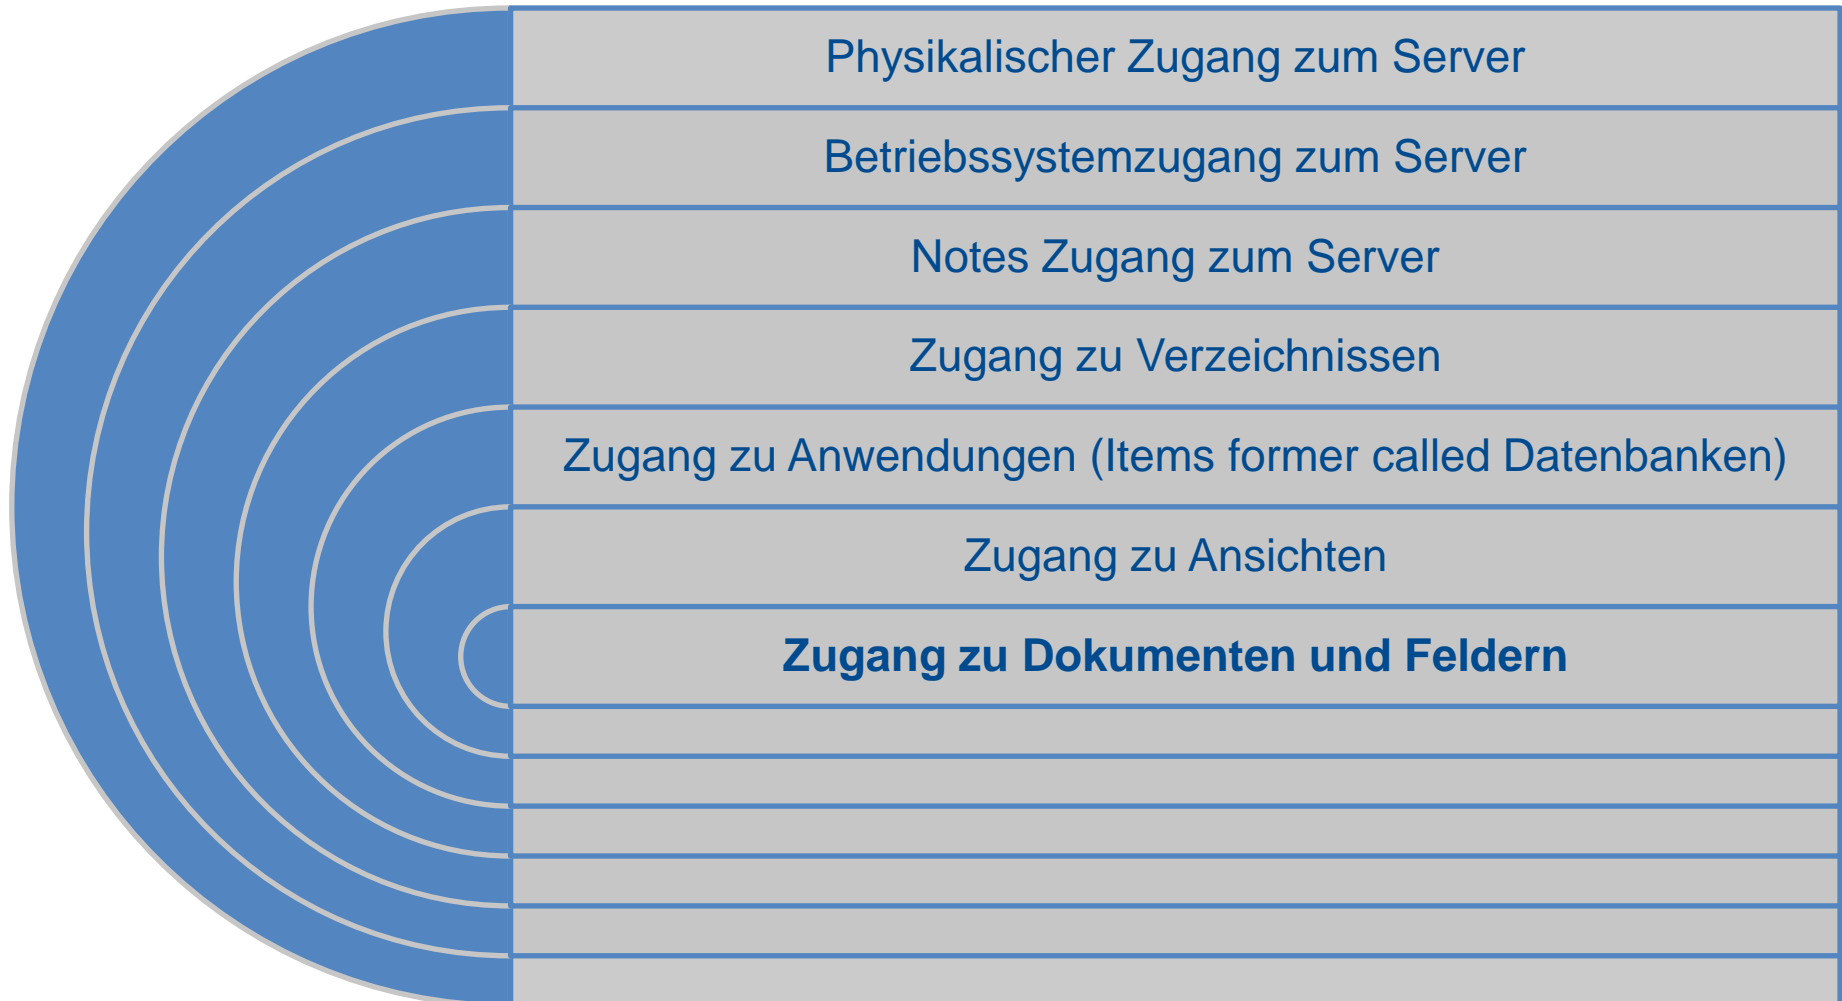 Physikalischer Zugang zum Server
Betriebssystemzugang zum Server
Notes Zugang zum Server
Zugang zu Verzeichnissen
Zugang zu Anwendungen (Items former called Datenbanken)
Zugang zu Ansichten
Zugang zu Dokumenten und Feldern